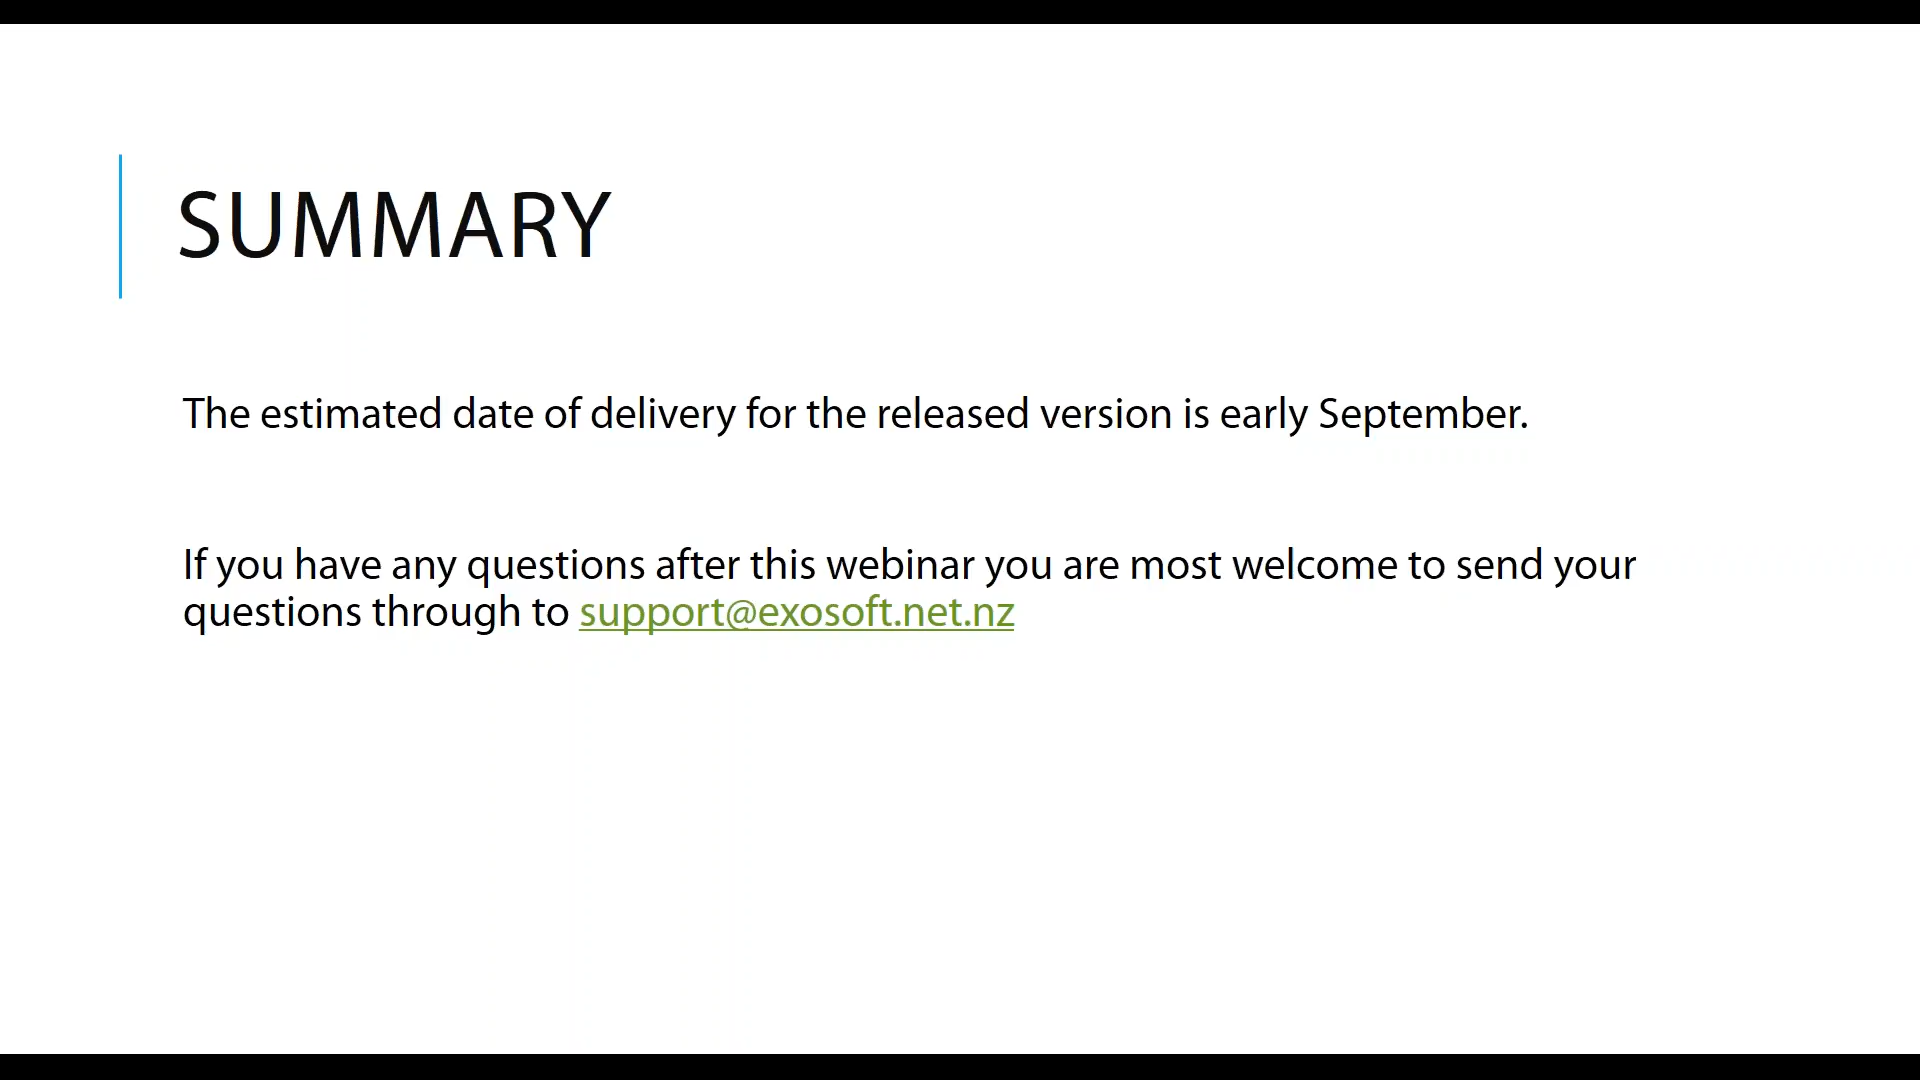 SUMMARY
The estimated date of delivery for the released version is early September.
If you have any questions after this webinar you are most welcome to send your
questions through to support@exosoft.net.nz